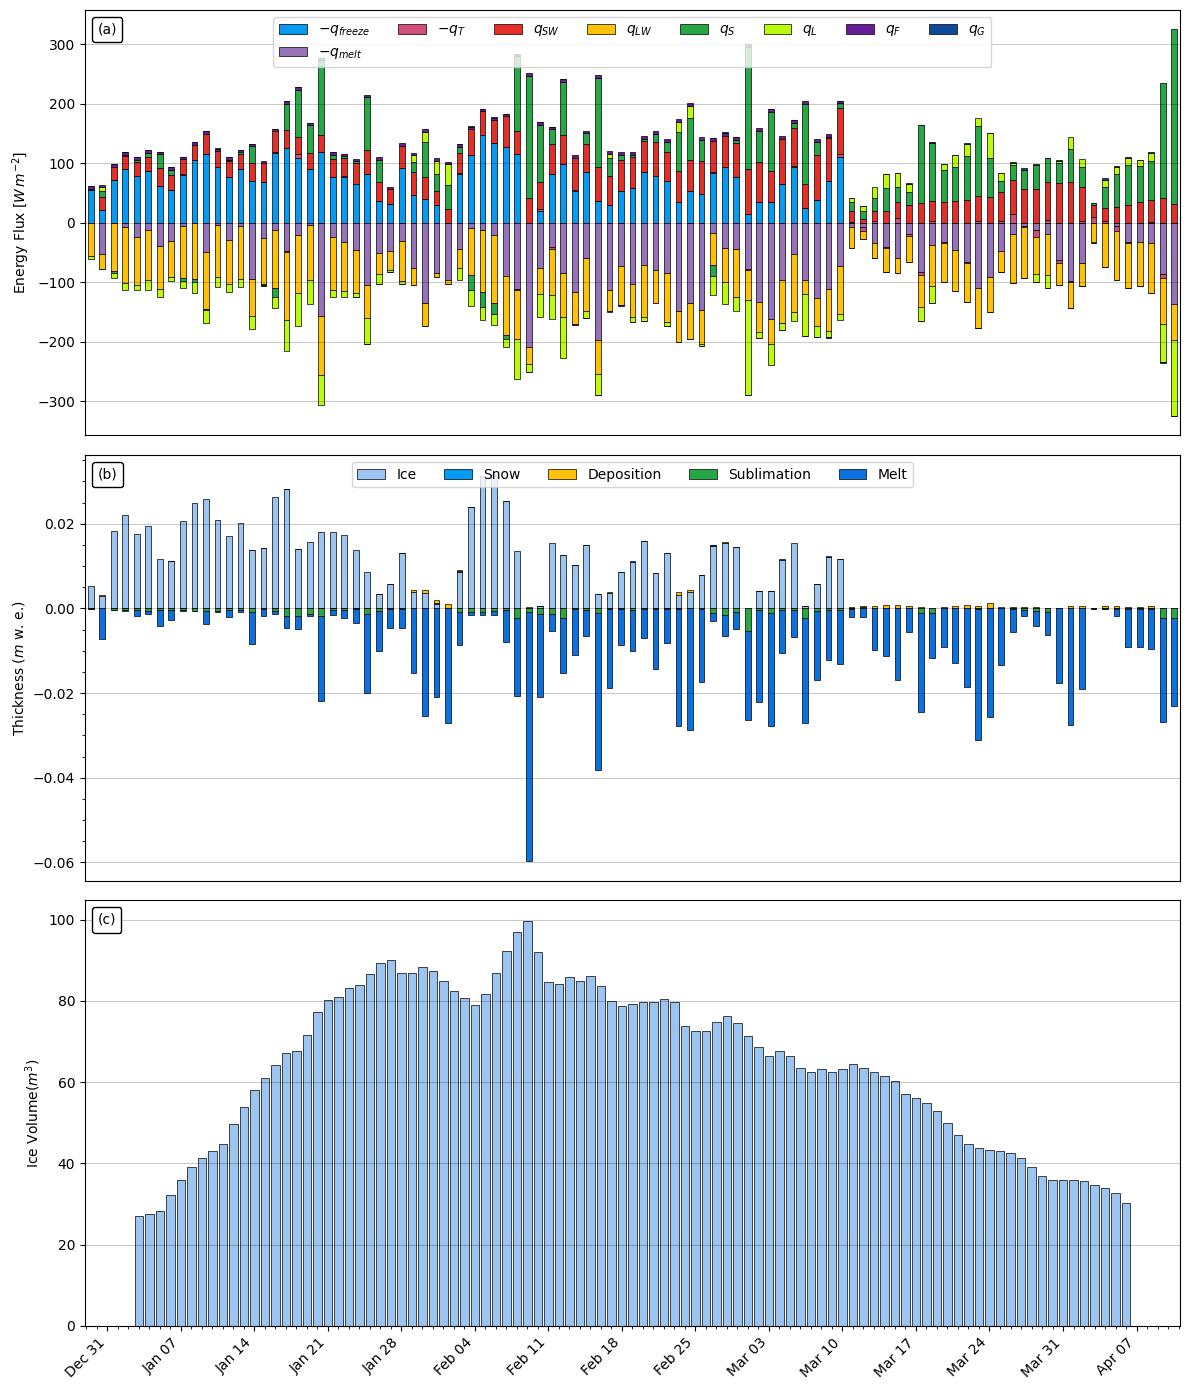 (a)
−q_freeze −q_T q_SW q_LW q_S q_L q_F q_G
−q_melt
Energy Flux [W m⁻²]
300
200
100
0
−100
−200
−300
(b)
Ice Snow Deposition Sublimation Melt
Thickness (m w. e.)
0.02
0.00
−0.02
−0.04
−0.06
(c)
Ice Volume(m³)
100
80
60
40
20
0
Dec 31 Jan 07 Jan 14 Jan 21 Jan 28 Feb 04 Feb 11 Feb 18 Feb 25 Mar 03 Mar 10 Mar 17 Mar 24 Mar 31 Apr 07